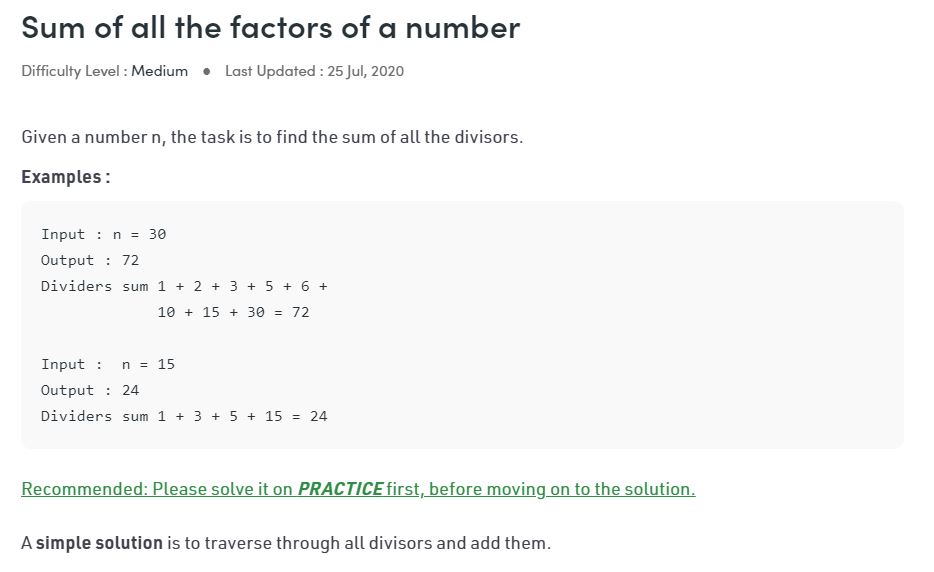 Sum of all the factors of a number
Difficulty Level : Medium ● Last Updated : 25 Jul, 2020
Given a number n, the task is to find the sum of all the divisors.
Examples :
Input : n = 30
Output : 72
Dividers sum 1 + 2 + 3 + 5 + 6 +
10 + 15 + 30 = 72
Input :  n = 15
Output : 24
Dividers sum 1 + 3 + 5 + 15 = 24
Recommended: Please solve it on PRACTICE first, before moving on to the solution.
A simple solution is to traverse through all divisors and add them.